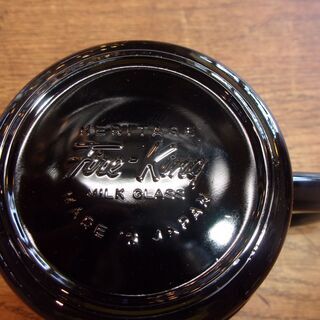 HERITAGE
Fire-King
MILK GLASS
MADE IN JAPAN